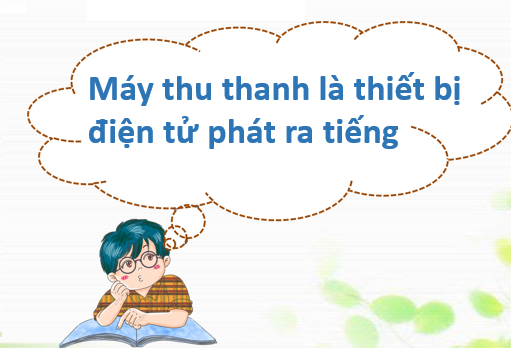 Máy thu thanh là thiết bị
điện tử phát ra tiếng